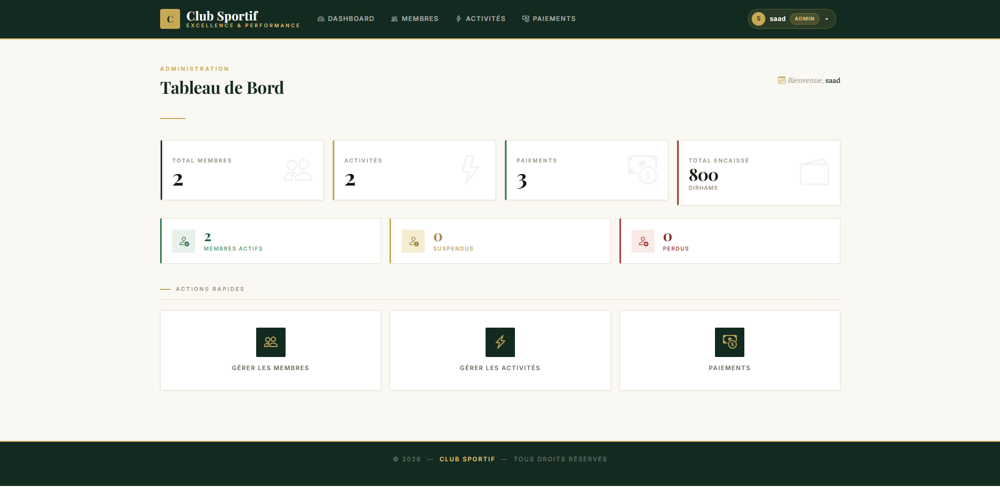 C
Club Sportif
EXCELLENCE & PERFORMANCE
DASHBOARD
MEMBRES
ACTIVITÉS
PAIEMENTS
S saad ADMIN
ADMINISTRATION
Tableau de Bord
Bienvenue, saad
TOTAL MEMBRES
2
ACTIVITÉS
2
PAIEMENTS
3
$
TOTAL ENCAISSÉ
800
DIRHAMS
2
MEMBRES ACTIFS
0
SUSPENDUS
0
PERDUS
ACTIONS RAPIDES
GÉRER LES MEMBRES
GÉRER LES ACTIVITÉS
$
PAIEMENTS
© 2026 — CLUB SPORTIF — TOUS DROITS RÉSERVÉS